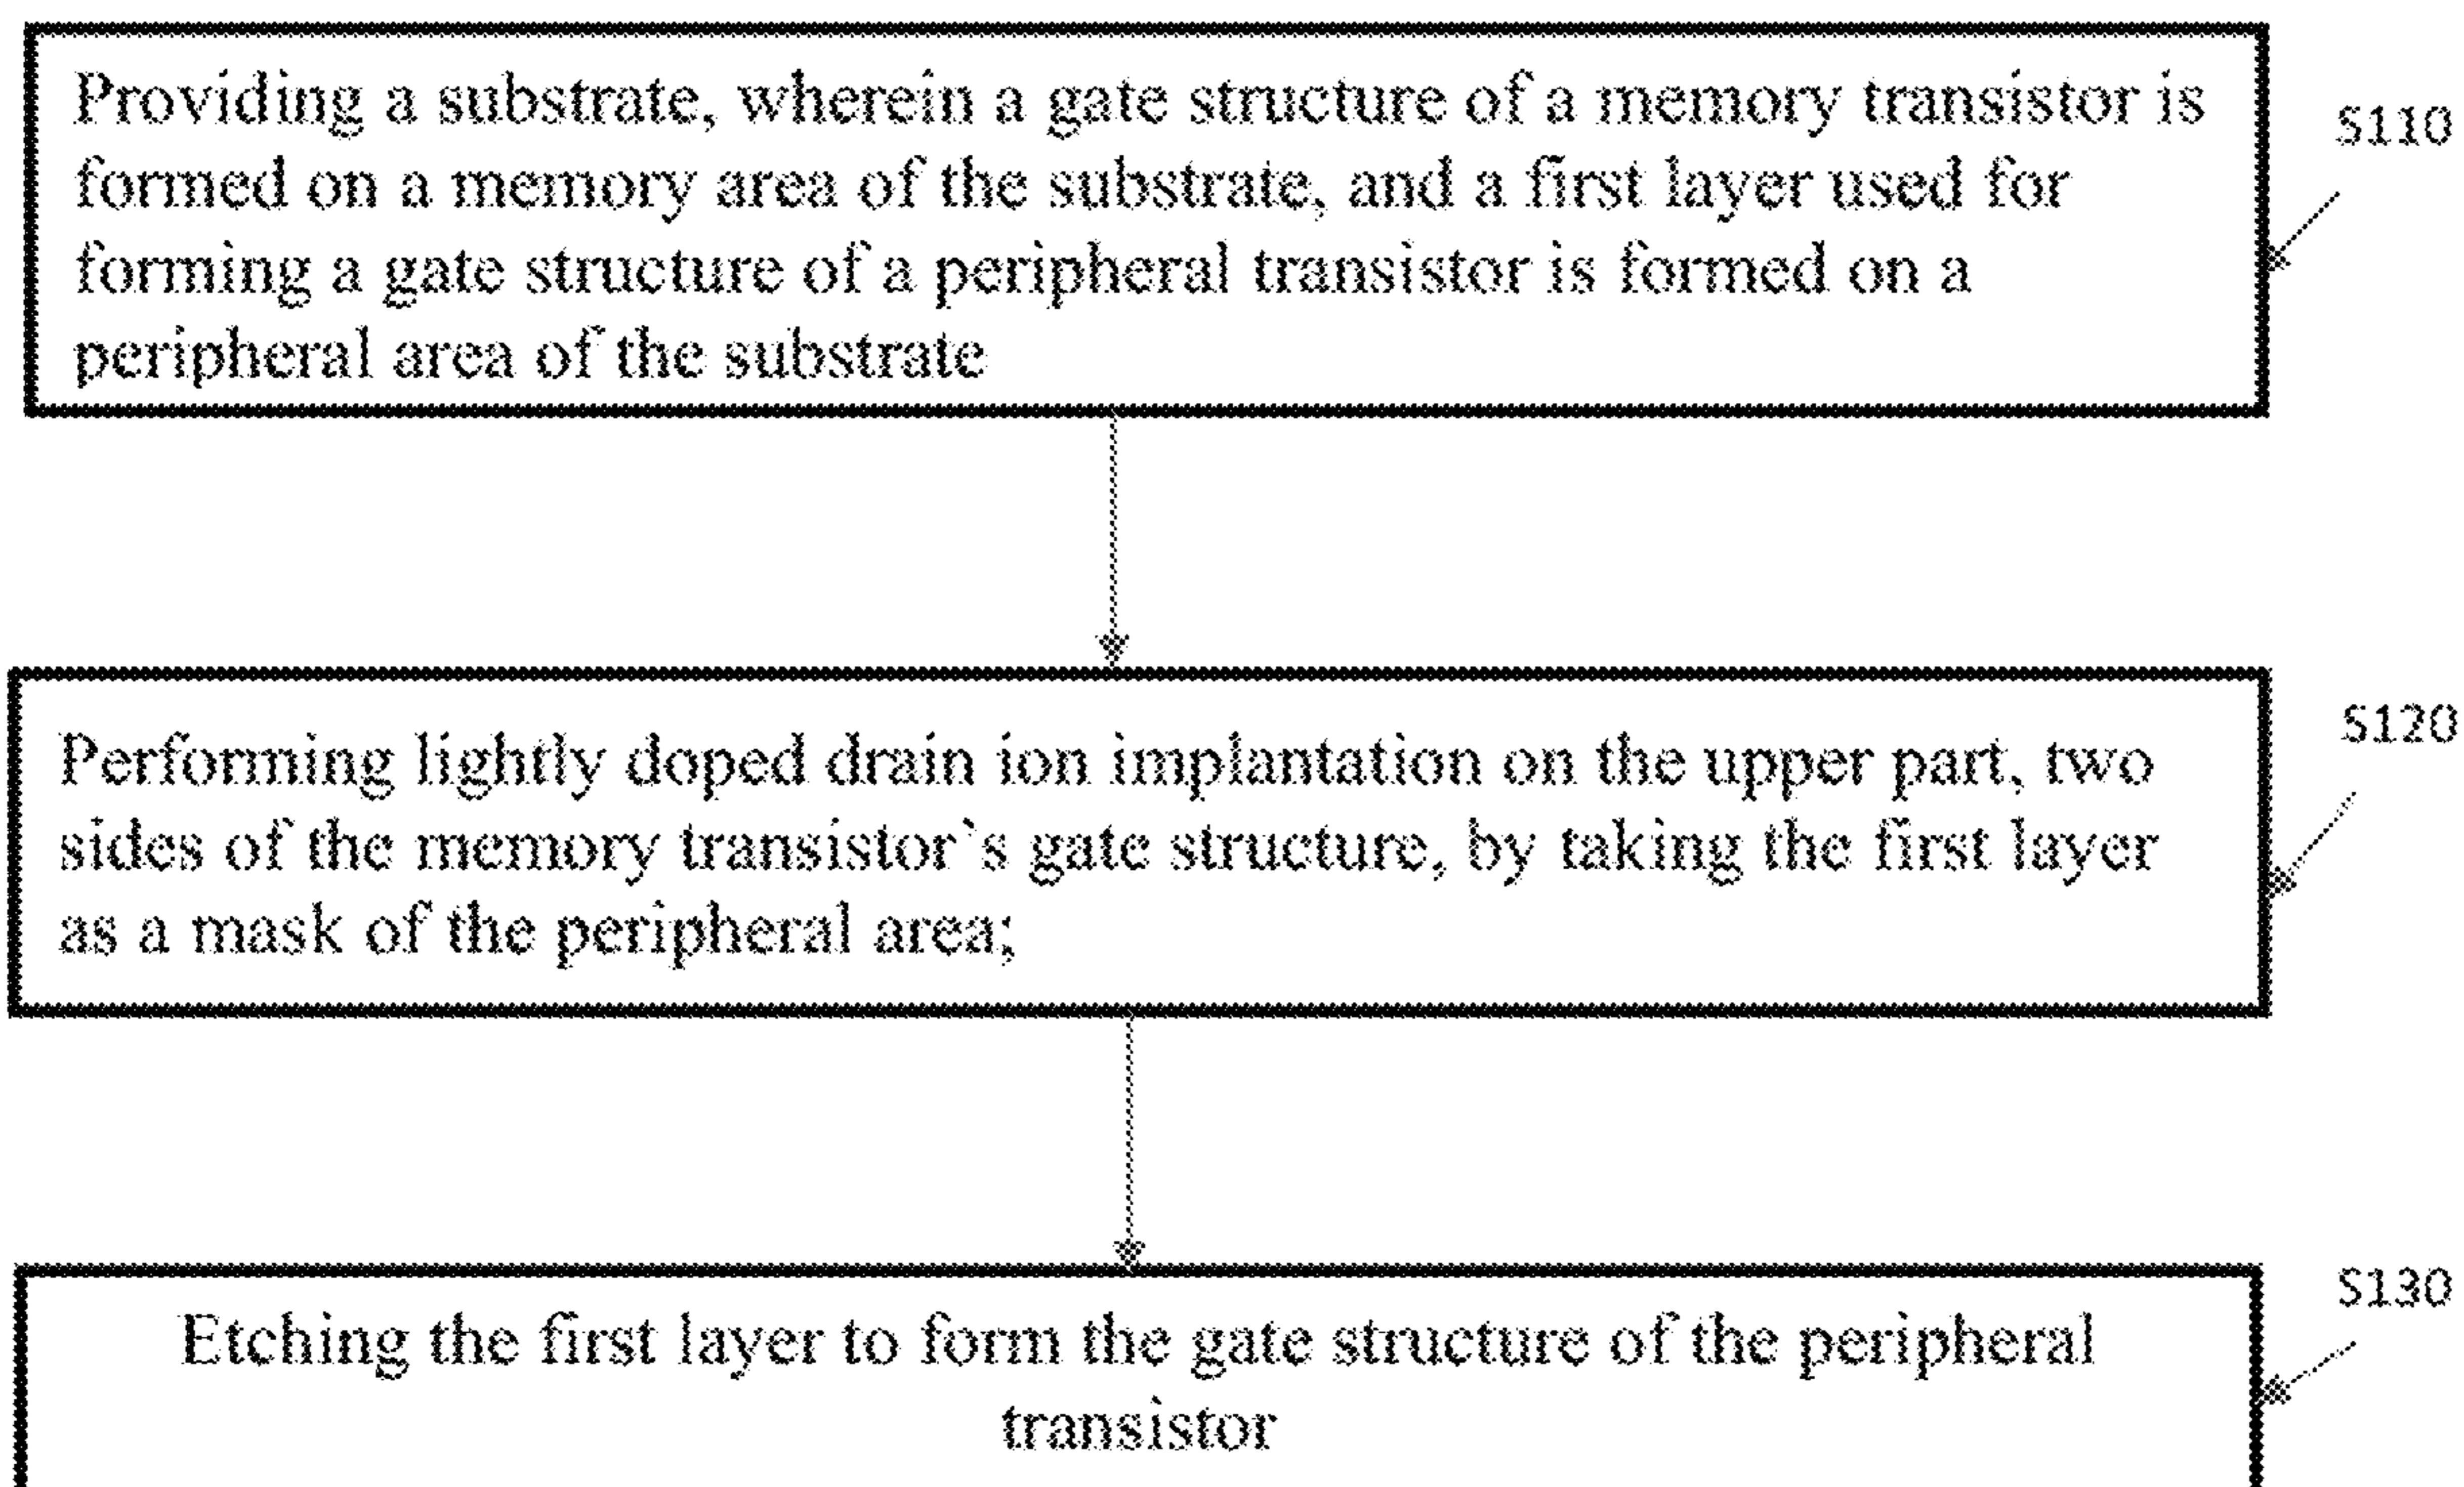 Providing a substrate, wherein a gate structure of a memory transistor is
S110
formed on a memory area of the substrate, and a first layer used for
forming a gate structure of a peripheral transistor is formed on a
peripheral area of the substrate
S120
Performing lightly doped drain ion implantation on the upper part, two
sides of the memory transistor`s gate structure, by taking the first layer
as a mask of the peripheral area;
S130
Etching the first layer to form the gate structure of the peripheral
transistor